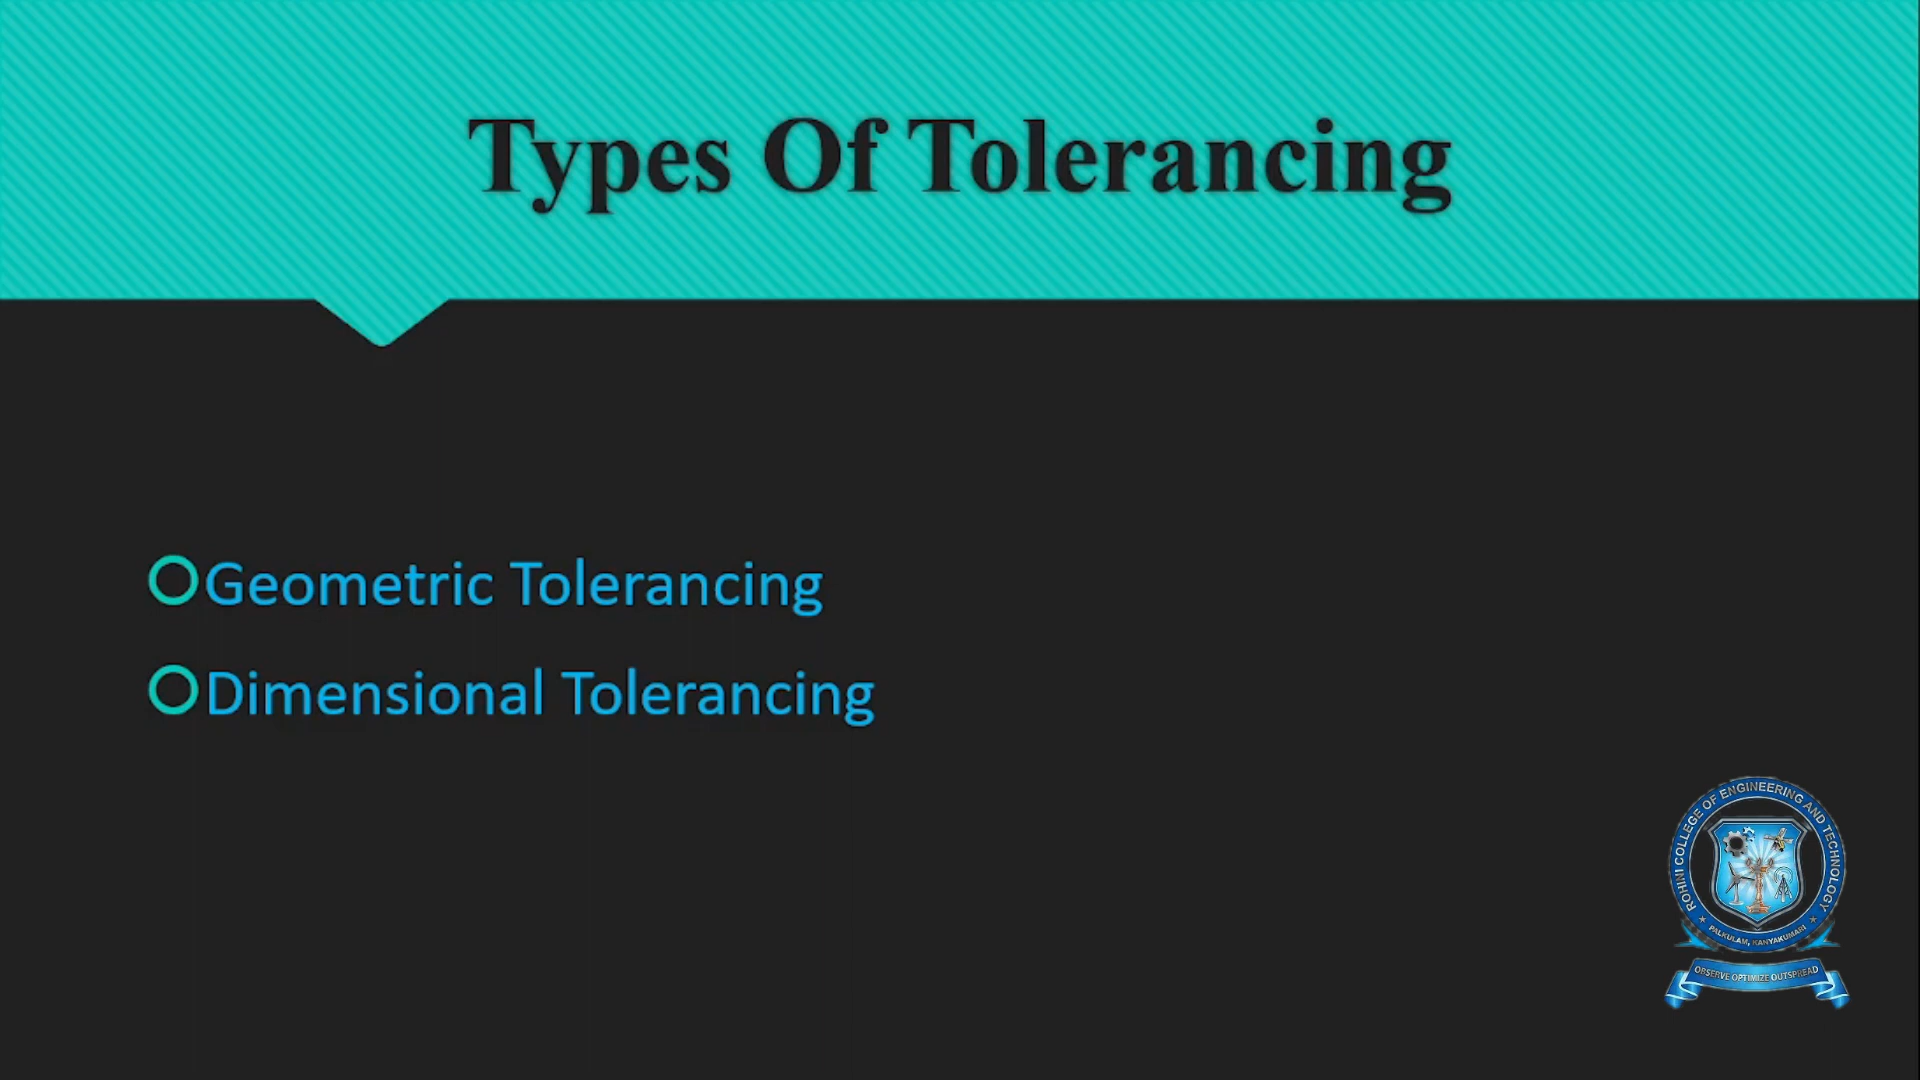 Types Of Tolerancing
Geometric Tolerancing
Dimensional Tolerancing
ROHINI COLLEGE OF ENGINEERING AND TECHNOLOGY
PALKULAM, KANYAKUMARI
OBSERVE OPTIMIZE OUTSPREAD